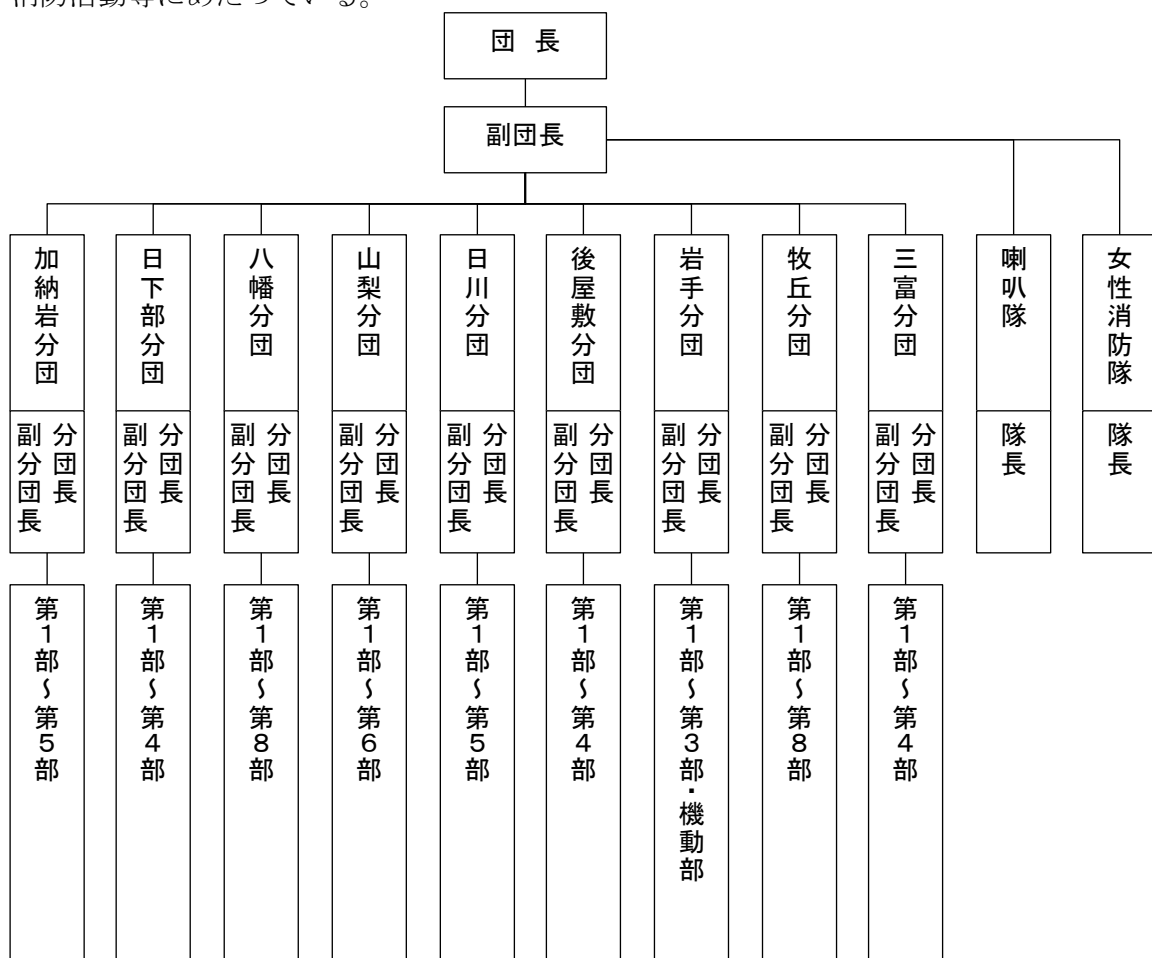 消防活動等にあたっている。
団 長
副団長
加納岩分団
日下部分団
八幡分団
山梨分団
日川分団
後屋敷分団
岩手分団
牧丘分団
三富分団
喇叭隊
女性消防隊
分団長
副分団長
分団長
副分団長
分団長
副分団長
分団長
副分団長
分団長
副分団長
分団長
副分団長
分団長
副分団長
分団長
副分団長
分団長
副分団長
隊長
隊長
第1部~第5部
第1部~第4部
第1部~第8部
第1部~第6部
第1部~第5部
第1部~第4部
第1部~第3部・機動部
第1部~第8部
第1部~第4部